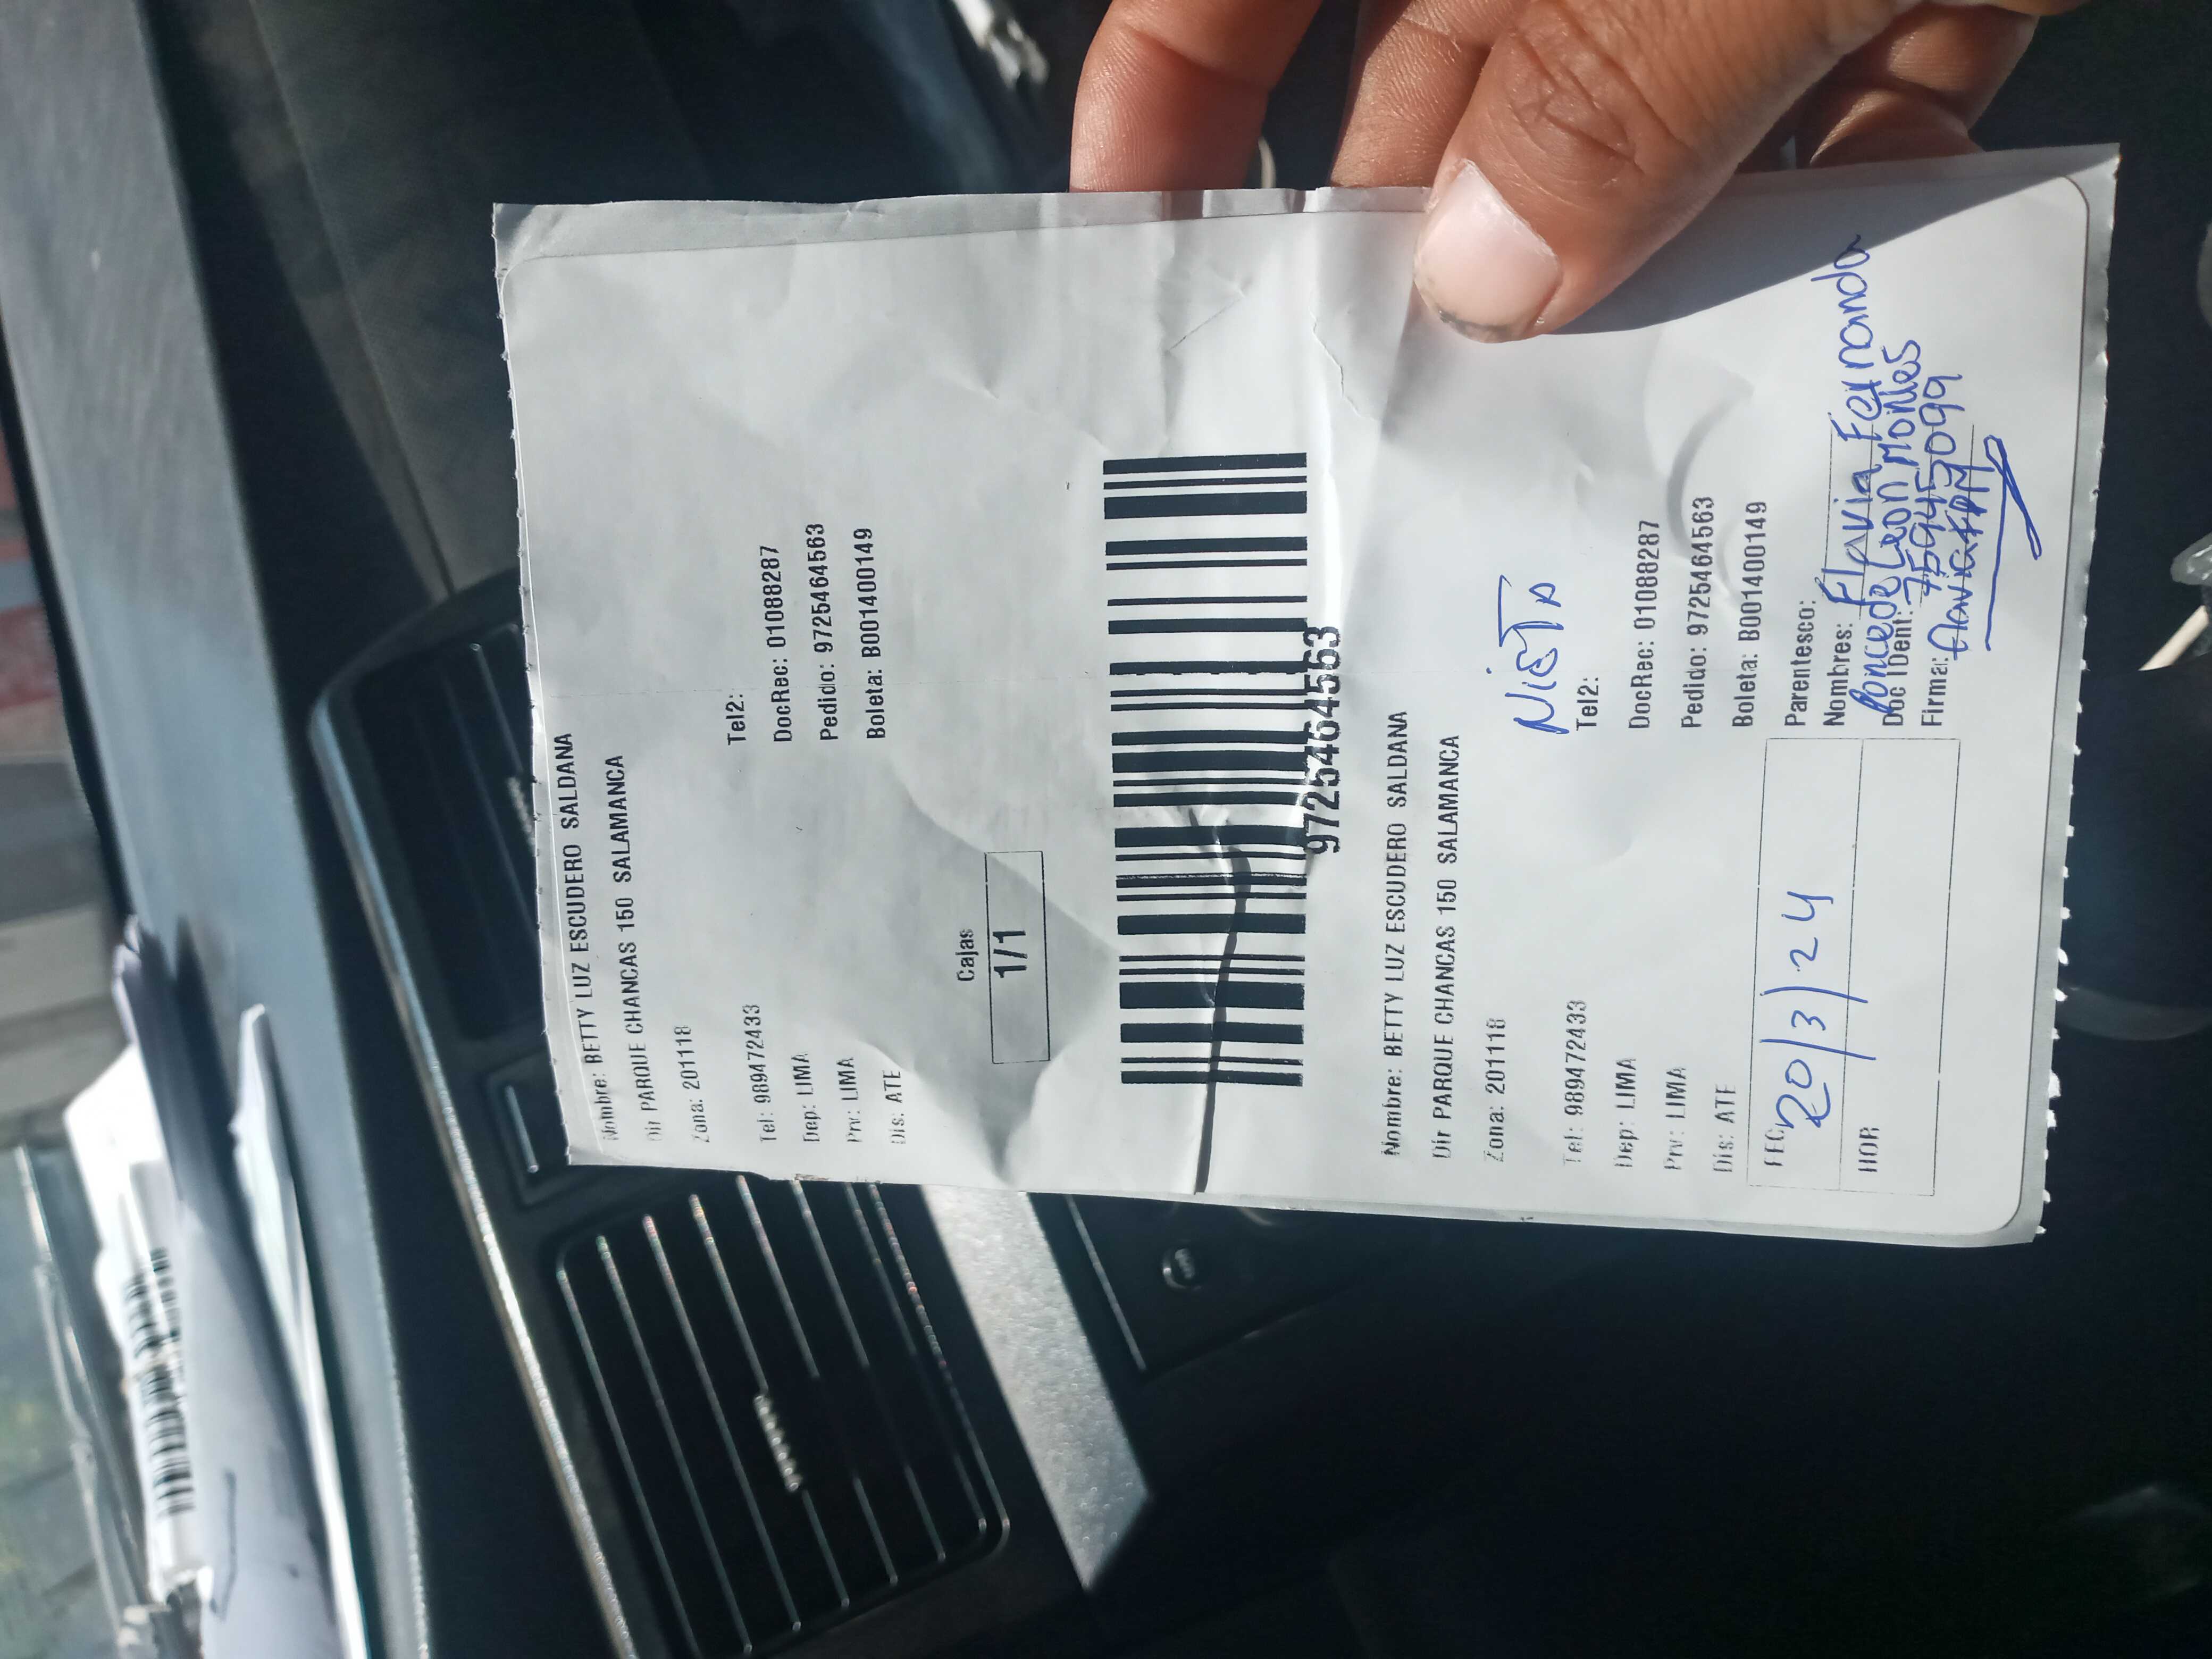 Nombre: BETTY LUZ ESCUDERO SALDANA
Dir PARQUE CHANCAS 150 SALAMANCA
Zona: 201118
Tel: 989472433
Tel2:
Dep: LIMA
DocRec: 01088287
Prv: LIMA
Pedido: 9725464563
Dis: ATE
Boleta: B001400149
Cajas
1/1
9725464563
Nombre: BETTY LUZ ESCUDERO SALDANA
Dir PARQUE CHANCAS 150 SALAMANCA
Zona: 201118
NiETA
Tel: 989472433
Tel2:
Dep: LIMA
DocRec: 01088287
Prv: LIMA
Pedido: 9725464563
Dis: ATE
Boleta: B001400149
FEC 20/3/24
Parentesco:
Nombres: Flavia Fernanda
Ponce de Leon
HOR
Doc Ident: 75945099
Firma: